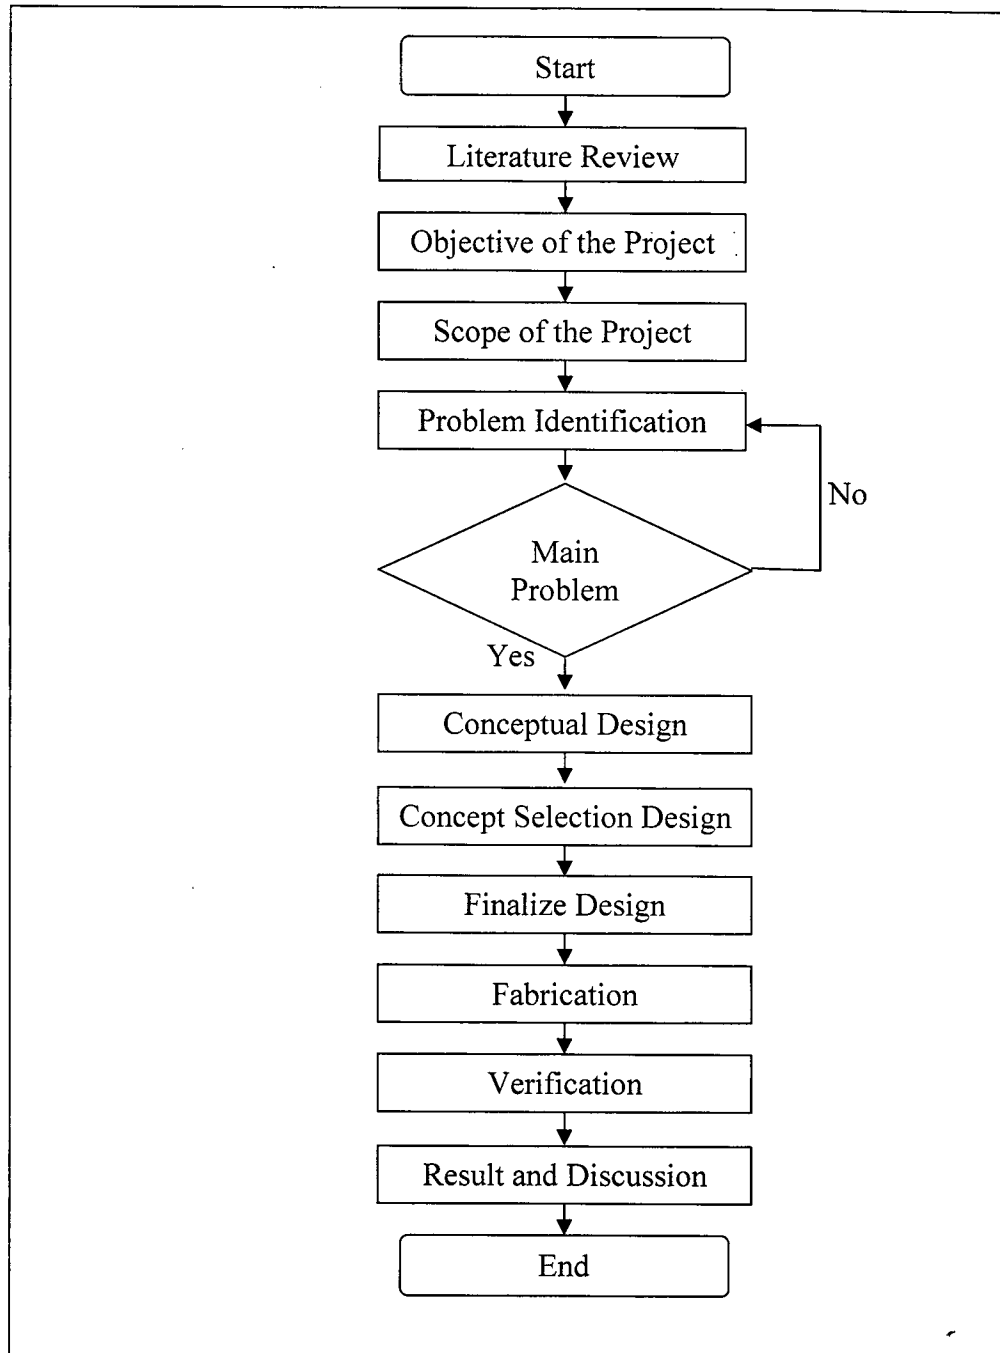 Start
Literature Review
Objective of the Project
Scope of the Project
Problem Identification
No
Main
Problem
Yes
Conceptual Design
Concept Selection Design
Finalize Design
Fabrication
Verification
Result and Discussion
End